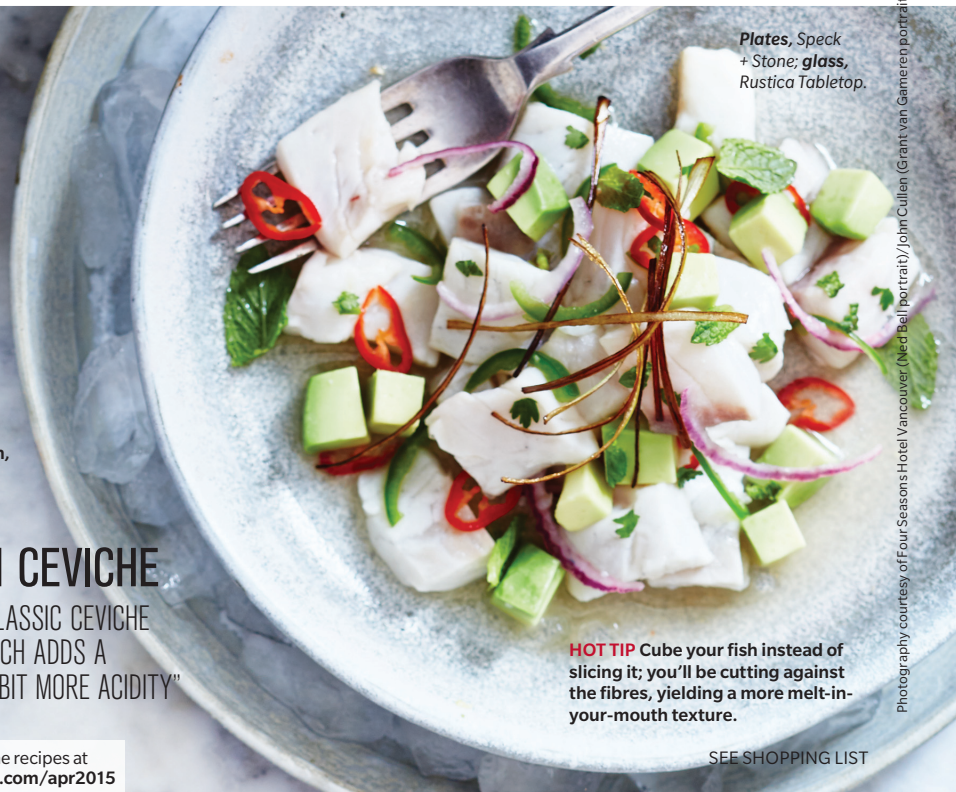 Plates, Speck
+ Stone; glass,
Rustica Tabletop.
Photography courtesy of Four Seasons Hotel Vancouver (Ned Bell portrait)/John Cullen (Grant van Gameren portrait
CEVICHE
LASSIC CEVICHE
CH ADDS A
BIT MORE ACIDITY”
HOT TIP Cube your fish instead of
slicing it; you’ll be cutting against
the fibres, yielding a more melt-in-
your-mouth texture.
SEE SHOPPING LIST
e recipes at
.com/apr2015